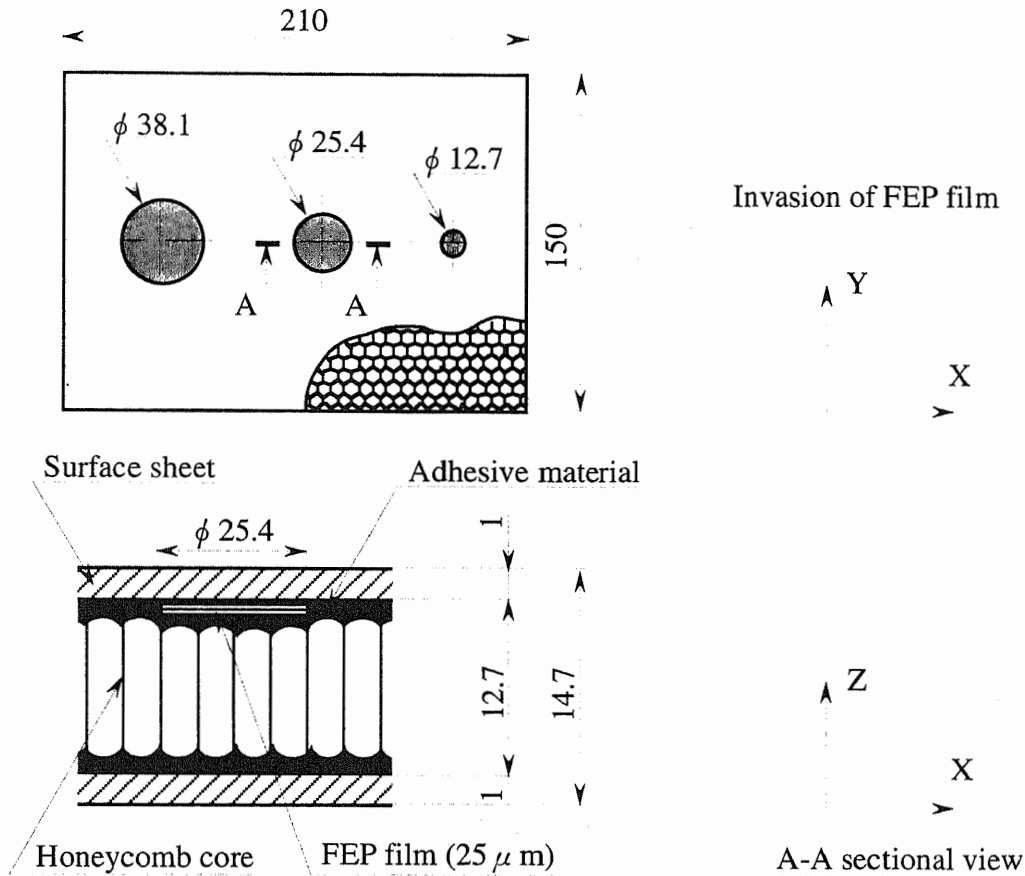 210
ϕ 38.1
ϕ 25.4
ϕ 12.7
Invasion of FEP film
150
A
A
Y
X
Surface sheet
Adhesive material
ϕ 25.4
1
12.7
14.7
1
Z
X
Honeycomb core
FEP film (25 μ m)
A-A sectional view